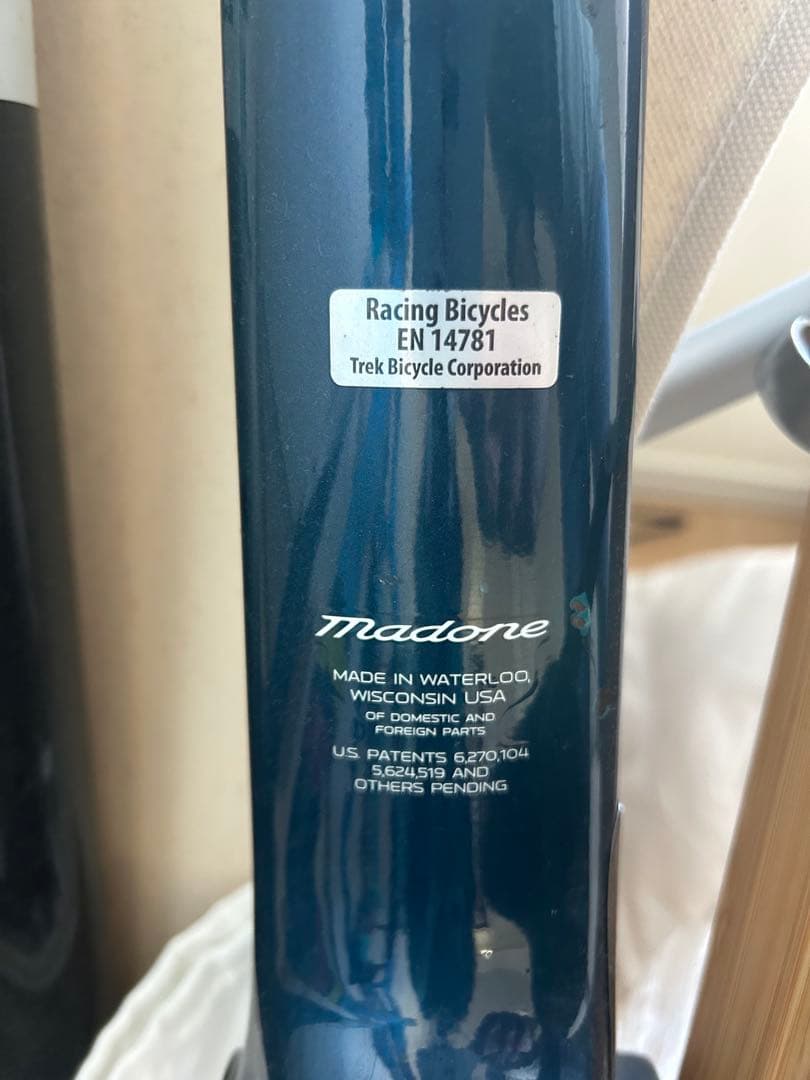 Racing Bicycles
EN 14781
Trek Bicycle Corporation
madone
MADE IN WATERLOO,
WISCONSIN USA
OF DOMESTIC AND
FOREIGN PARTS
U.S. PATENTS 6,270,104
5,624,519 AND
OTHERS PENDING